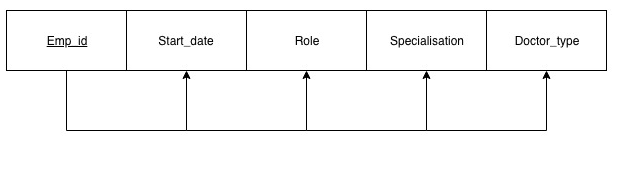 Emp_id Start_date Role Specialisation Doctor_type